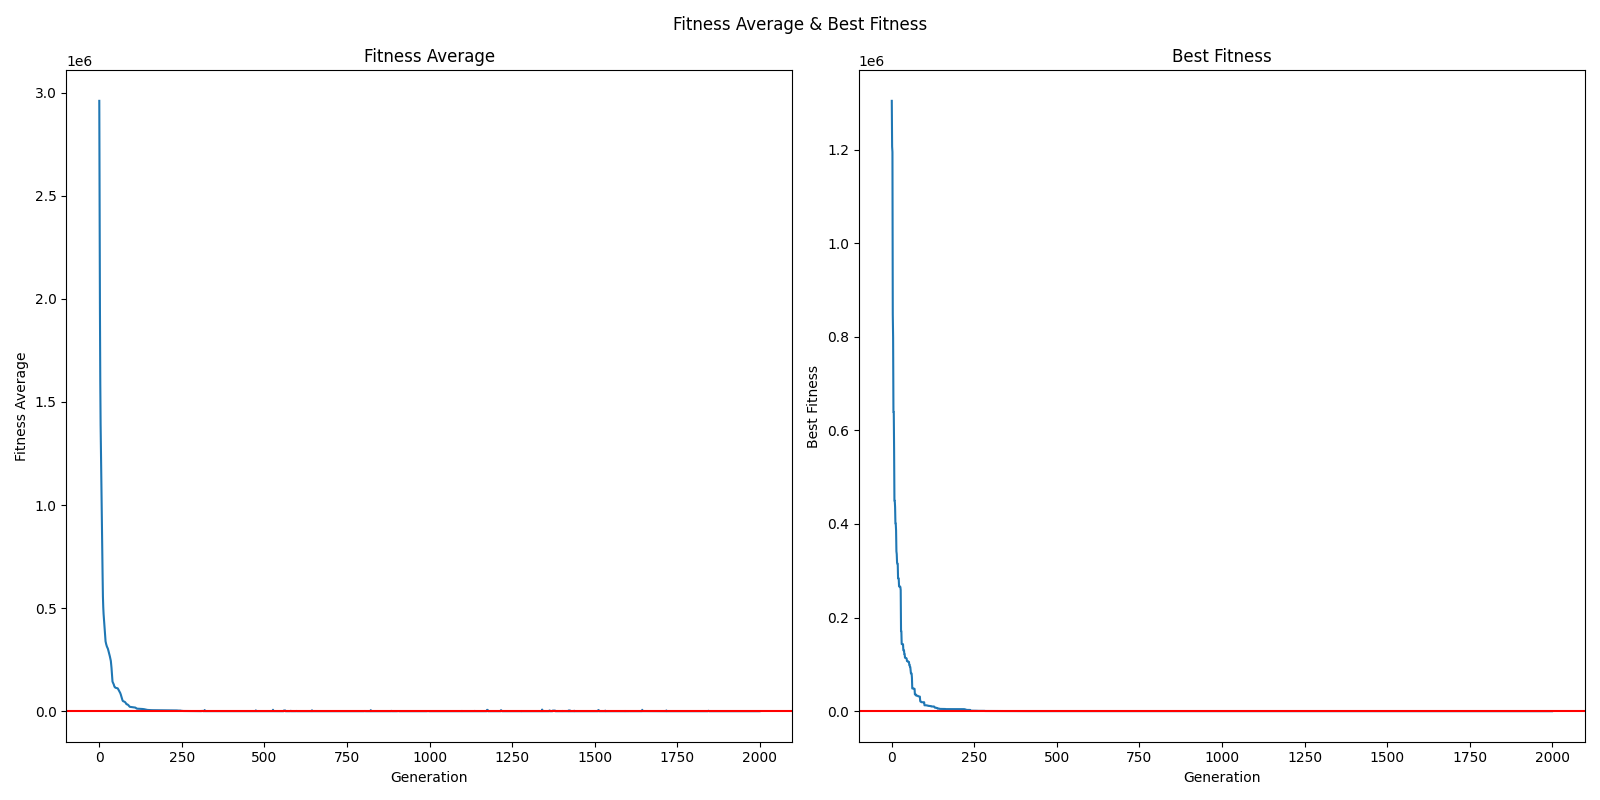 Fitness Average & Best Fitness
Fitness Average
1e6
3.0
2.5
2.0
1.5
1.0
0.5
0.0
Fitness Average
0 250 500 750 1000 1250 1500 1750 2000
Generation
Best Fitness
1e6
1.2
1.0
0.8
0.6
0.4
0.2
0.0
Best Fitness
0 250 500 750 1000 1250 1500 1750 2000
Generation